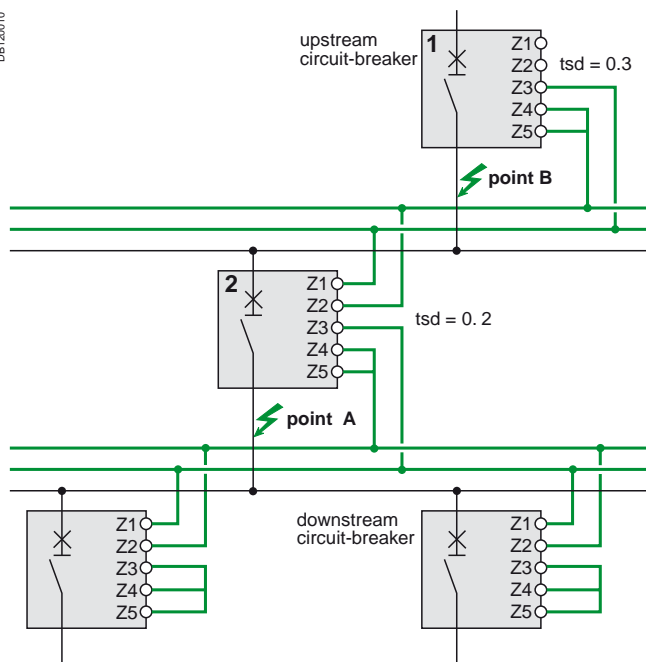 DB126010
upstream
circuit-breaker
1
Z1
Z2
Z3
Z4
Z5
tsd = 0.3
point B
2
Z1
Z2
Z3
Z4
Z5
tsd = 0. 2
point A
Z1
Z2
Z3
Z4
Z5
downstream
circuit-breaker
Z1
Z2
Z3
Z4
Z5